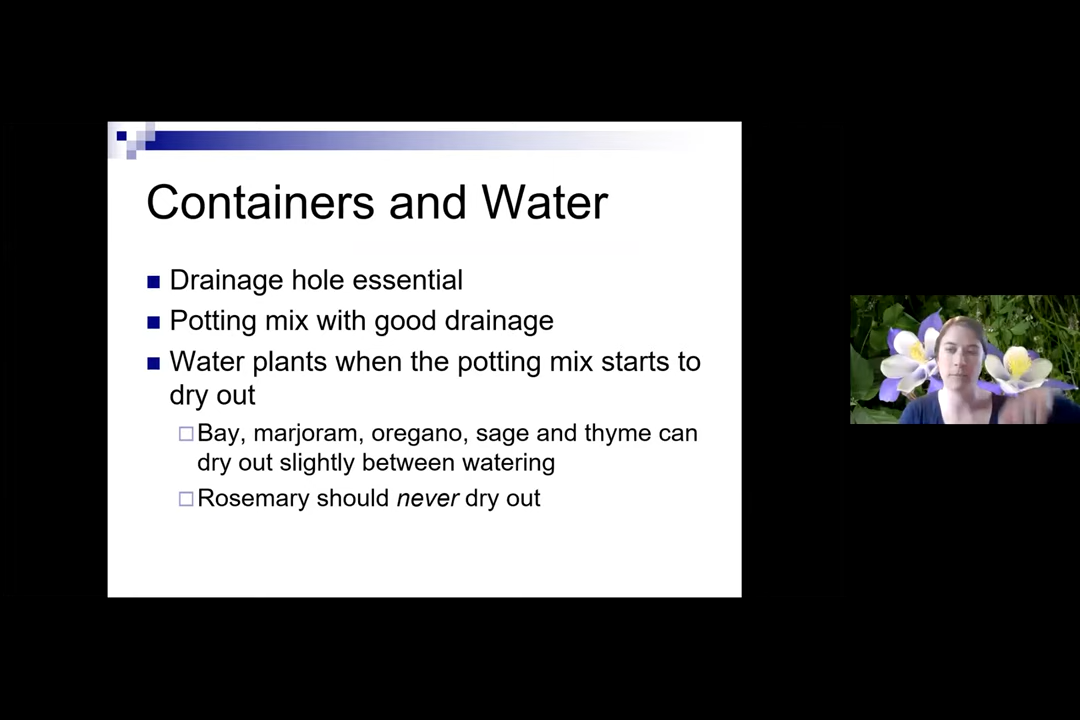 Containers and Water
Drainage hole essential
Potting mix with good drainage
Water plants when the potting mix starts to
dry out
Bay, marjoram, oregano, sage and thyme can
dry out slightly between watering
Rosemary should never dry out